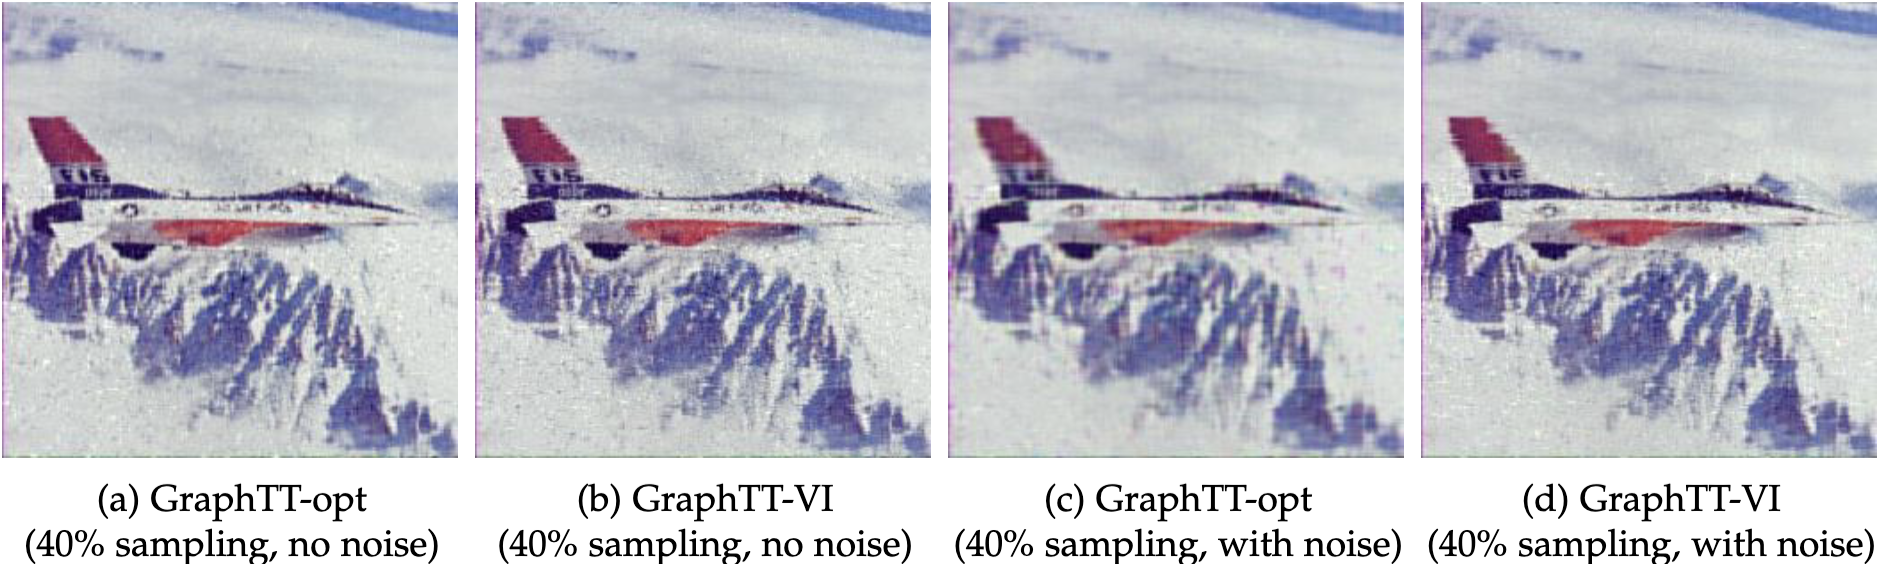 (a) GraphTT-opt
(40% sampling, no noise)
(b) GraphTT-VI
(40% sampling, no noise)
(c) GraphTT-opt
(40% sampling, with noise)
(d) GraphTT-VI
(40% sampling, with noise)